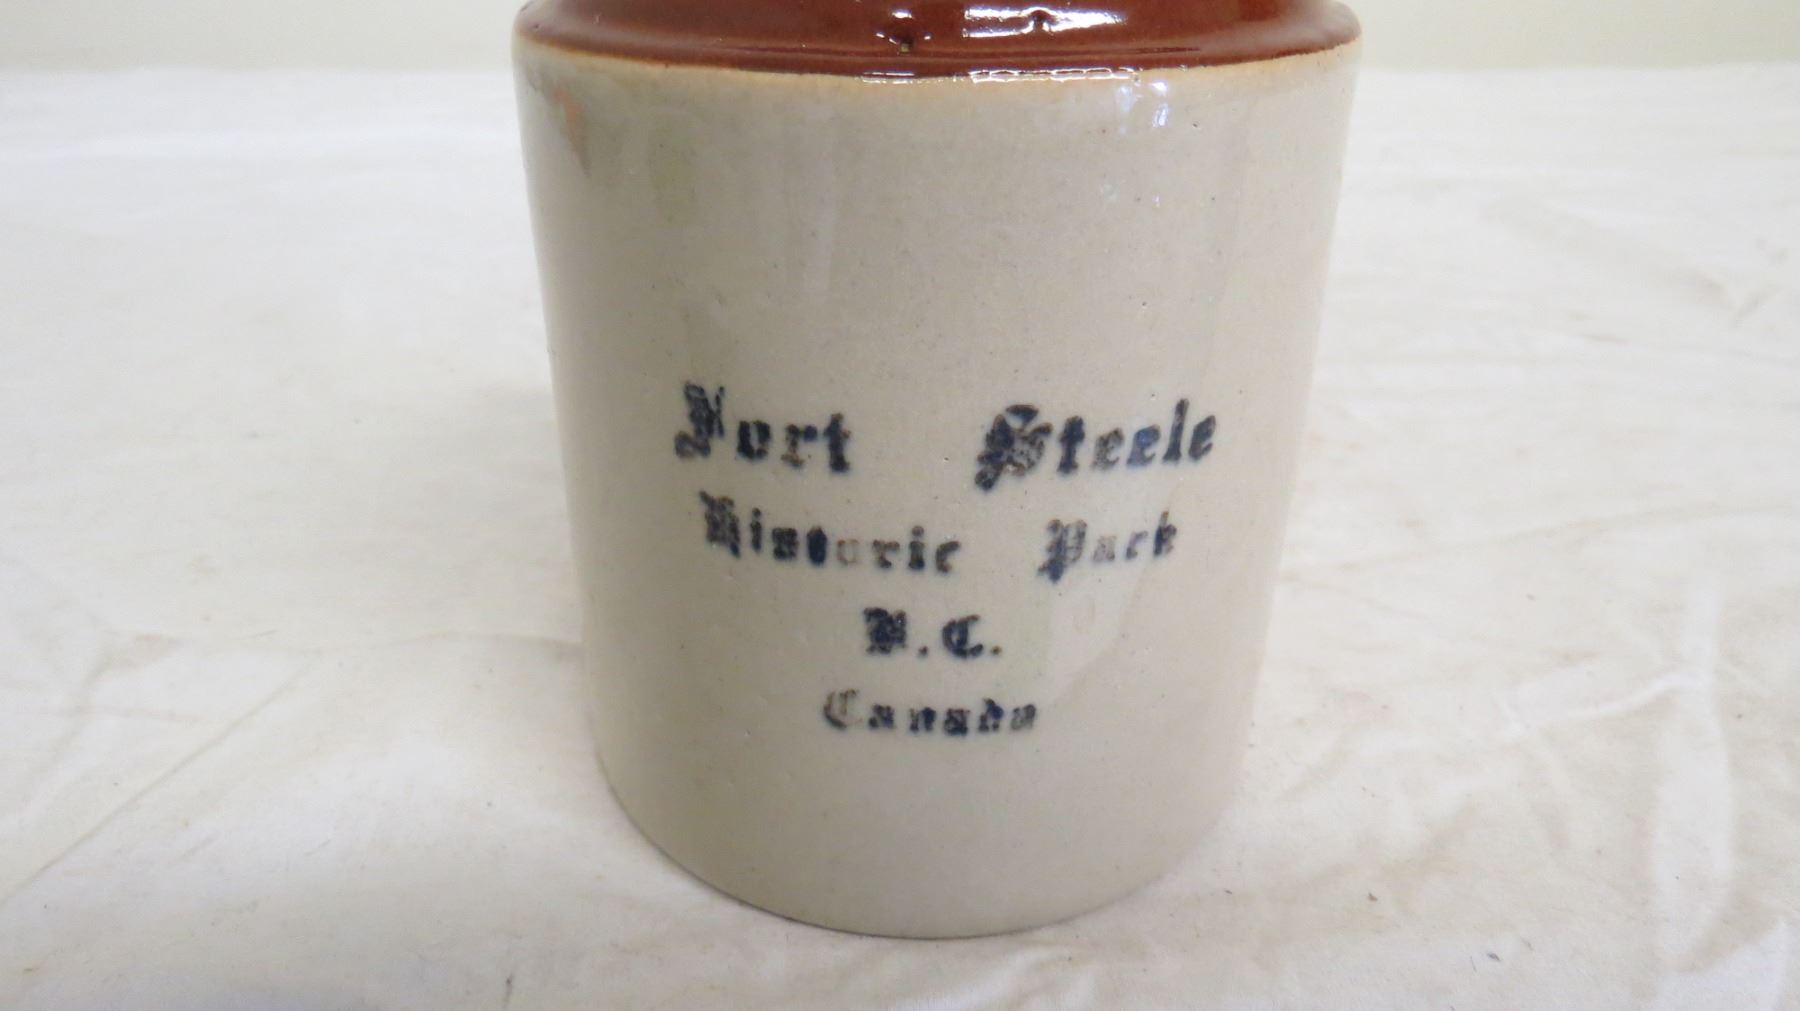 Fort Steele
Historic Park
B.C.
Canada